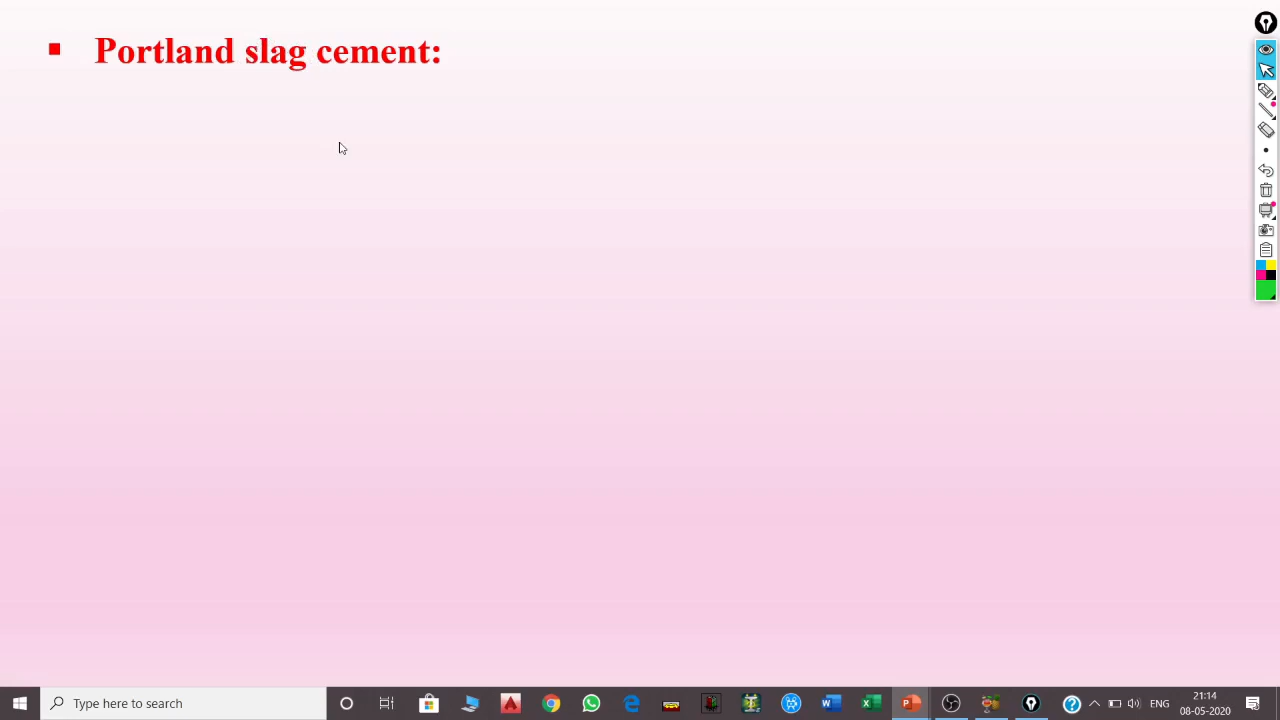 ▪ Portland slag cement:
Type here to search
ENG
21:14
08-05-2020